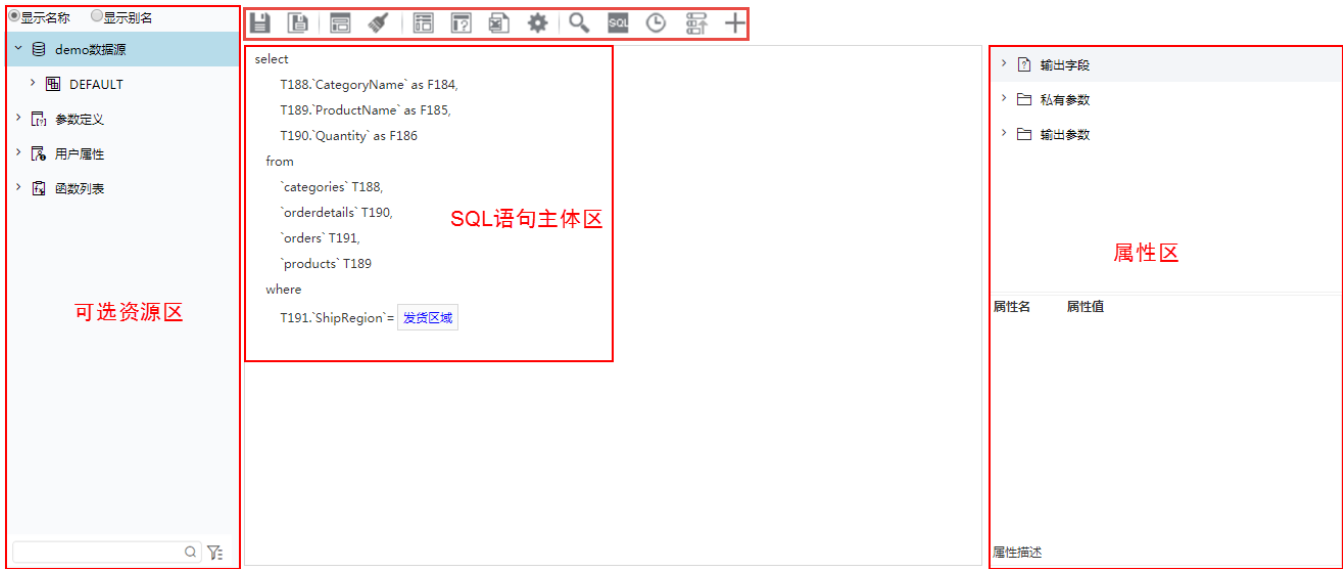 显示名称 显示别名
demo数据源
DEFAULT
参数定义
用户属性
函数列表
可选资源区
SQL
select
T188.`CategoryName` as F184,
T189.`ProductName` as F185,
T190.`Quantity` as F186
from
`categories` T188,
`orderdetails` T190,
`orders` T191,
`products` T189
where
T191.`ShipRegion`= 发货区域
SQL语句主体区
输出字段
私有参数
输出参数
属性区
属性名 属性值
属性描述